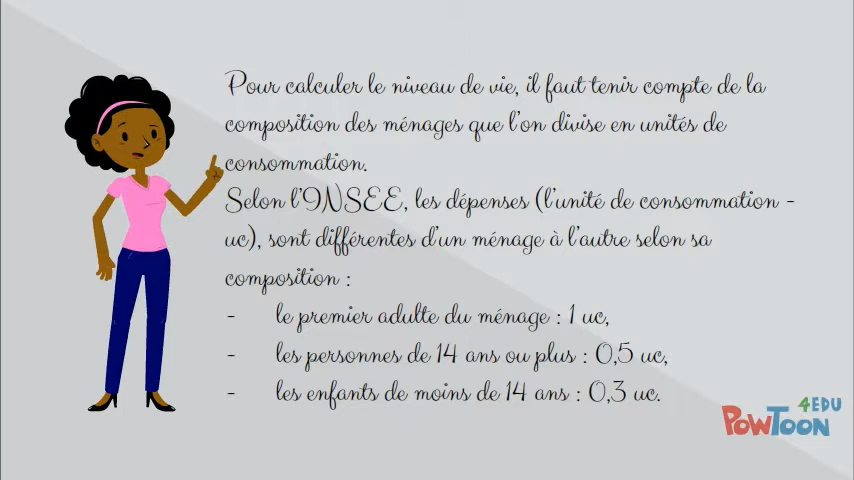 Pour calculer le niveau de vie, il faut tenir compte de la
composition des ménages que l'on divise en unités de
consommation.
Selon l'INSEE, les dépenses (l'unité de consommation -
uc), sont différentes d'un ménage à l'autre selon sa
composition :
- le premier adulte du ménage : 1 uc,
- les personnes de 14 ans ou plus : 0,5 uc,
- les enfants de moins de 14 ans : 0,3 uc.
4EDU
POWTOON